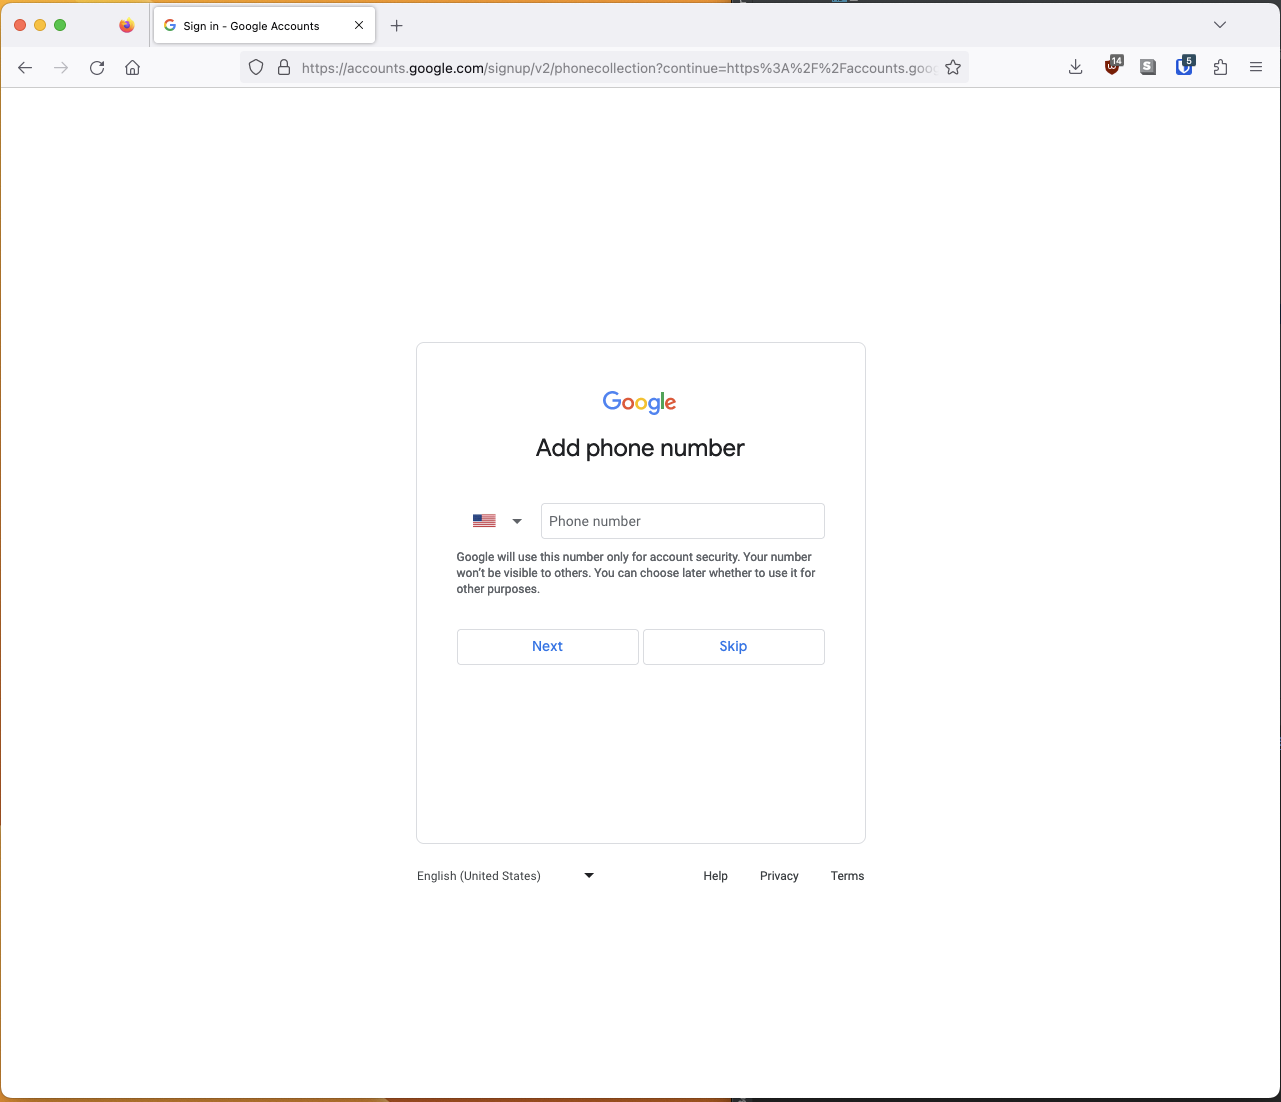 Sign in - Google Accounts
https://accounts.google.com/signup/v2/phonecollection?continue=https%3A%2F%2Faccounts.goog
14
S
5
Google
Add phone number
Phone number
Google will use this number only for account security. Your number
won't be visible to others. You can choose later whether to use it for
other purposes.
Next
Skip
English (United States)
Help
Privacy
Terms